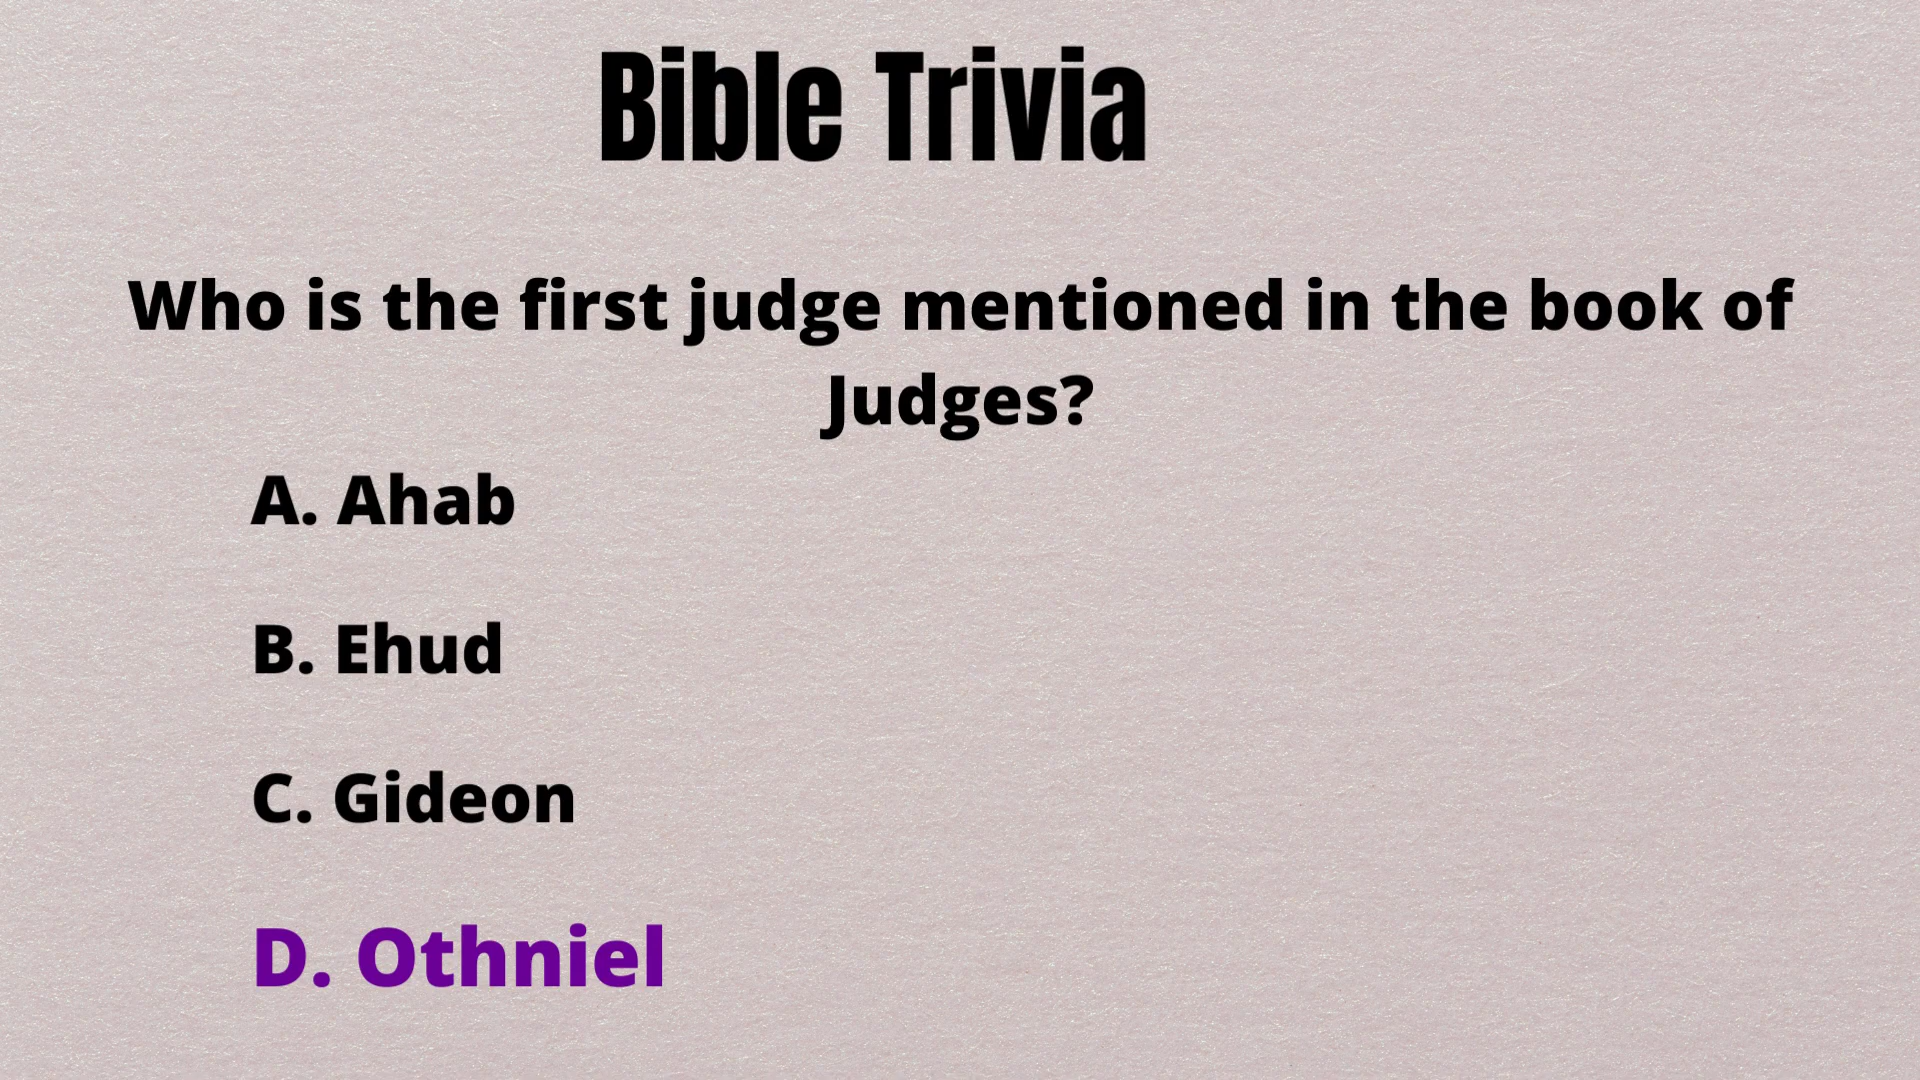 Bible Trivia
Who is the first judge mentioned in the book of
Judges?
A. Ahab
B. Ehud
C. Gideon
D. Othniel